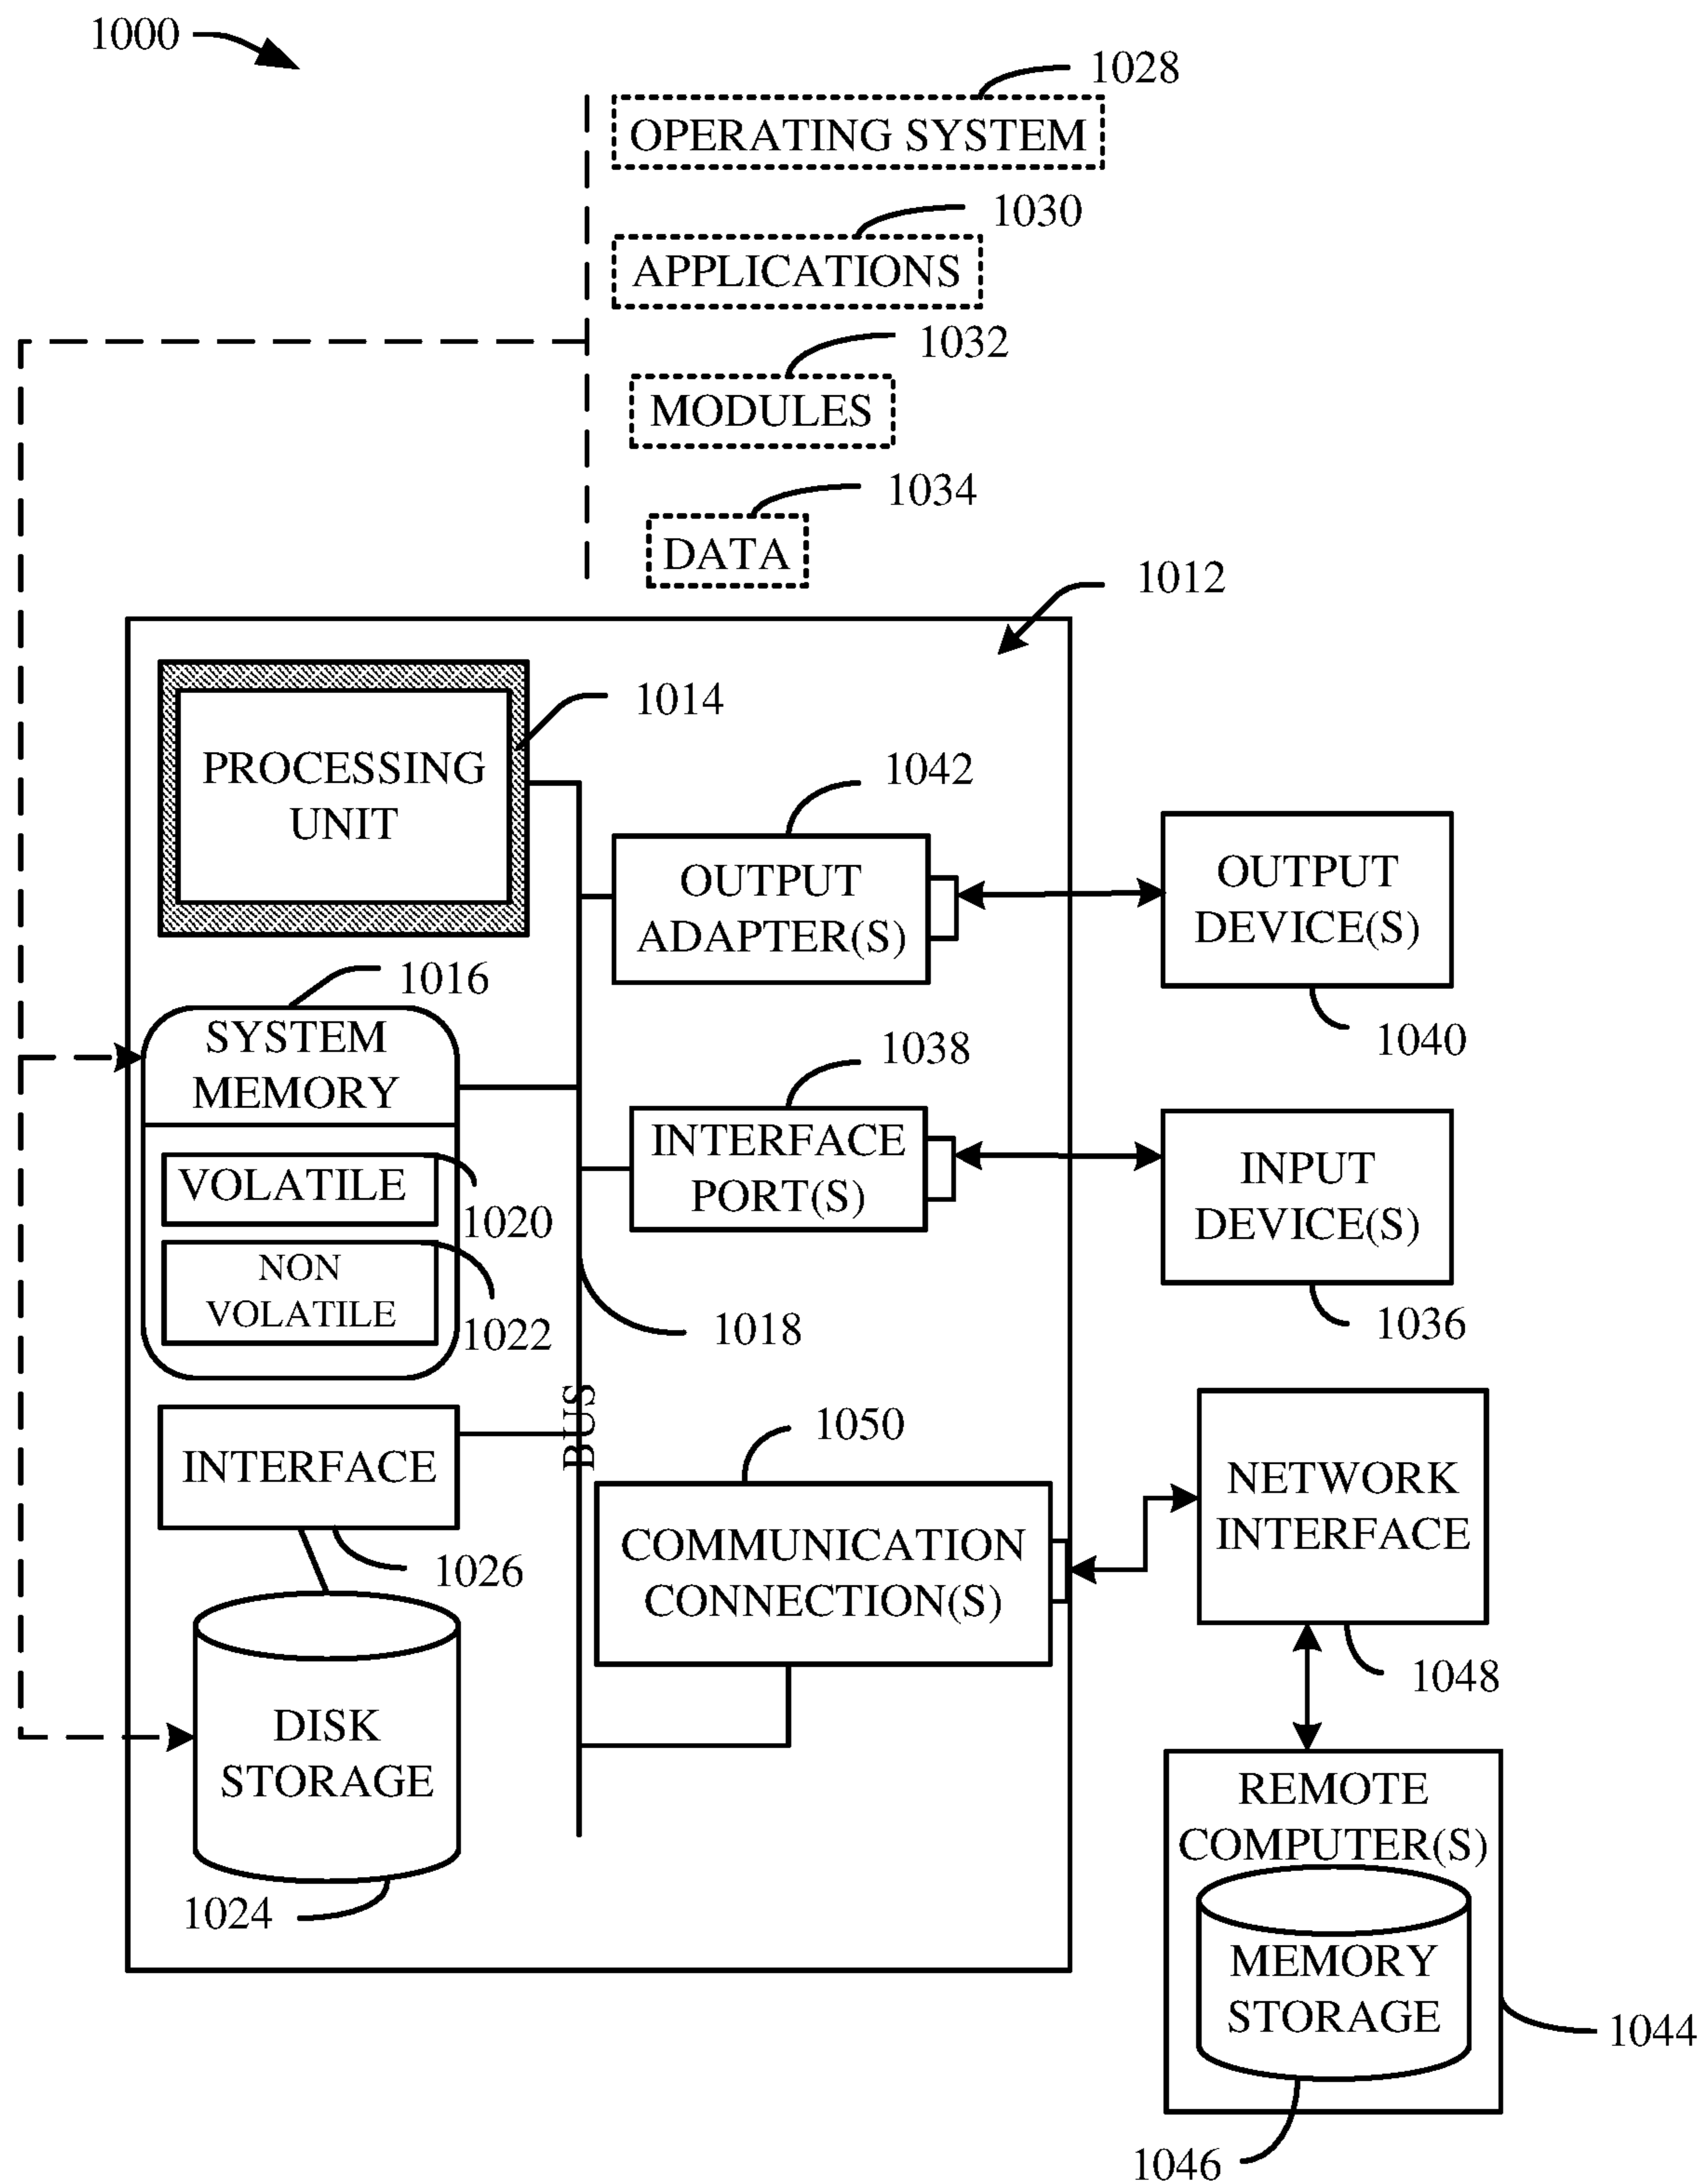 1000
1028
OPERATING SYSTEM
1030
APPLICATIONS
1032
MODULES
1034
DATA
1012
PROCESSING
UNIT
1014
1042
OUTPUT
ADAPTER(S)
OUTPUT
DEVICE(S)
1040
1016
SYSTEM
MEMORY
VOLATILE
1020
NON
VOLATILE
1022
1038
INTERFACE
PORT(S)
INPUT
DEVICE(S)
1036
1018
BUS
INTERFACE
1026
1050
COMMUNICATION
CONNECTION(S)
NETWORK
INTERFACE
1048
DISK
STORAGE
1024
REMOTE
COMPUTER(S)
MEMORY
STORAGE
1044
1046